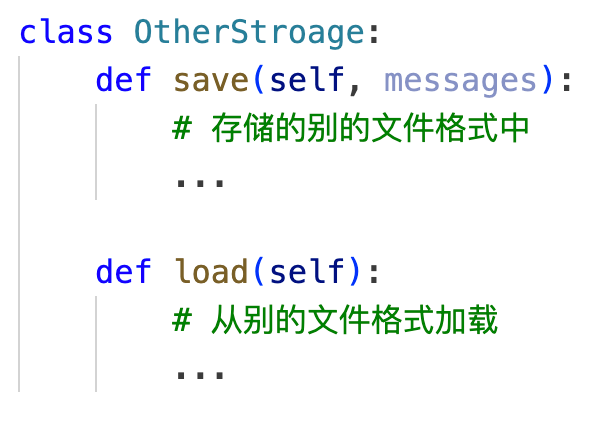 class OtherStroage:
    def save(self, messages):
        # 存储的别的文件格式中
        ...
    def load(self):
        # 从别的文件格式加载
        ...